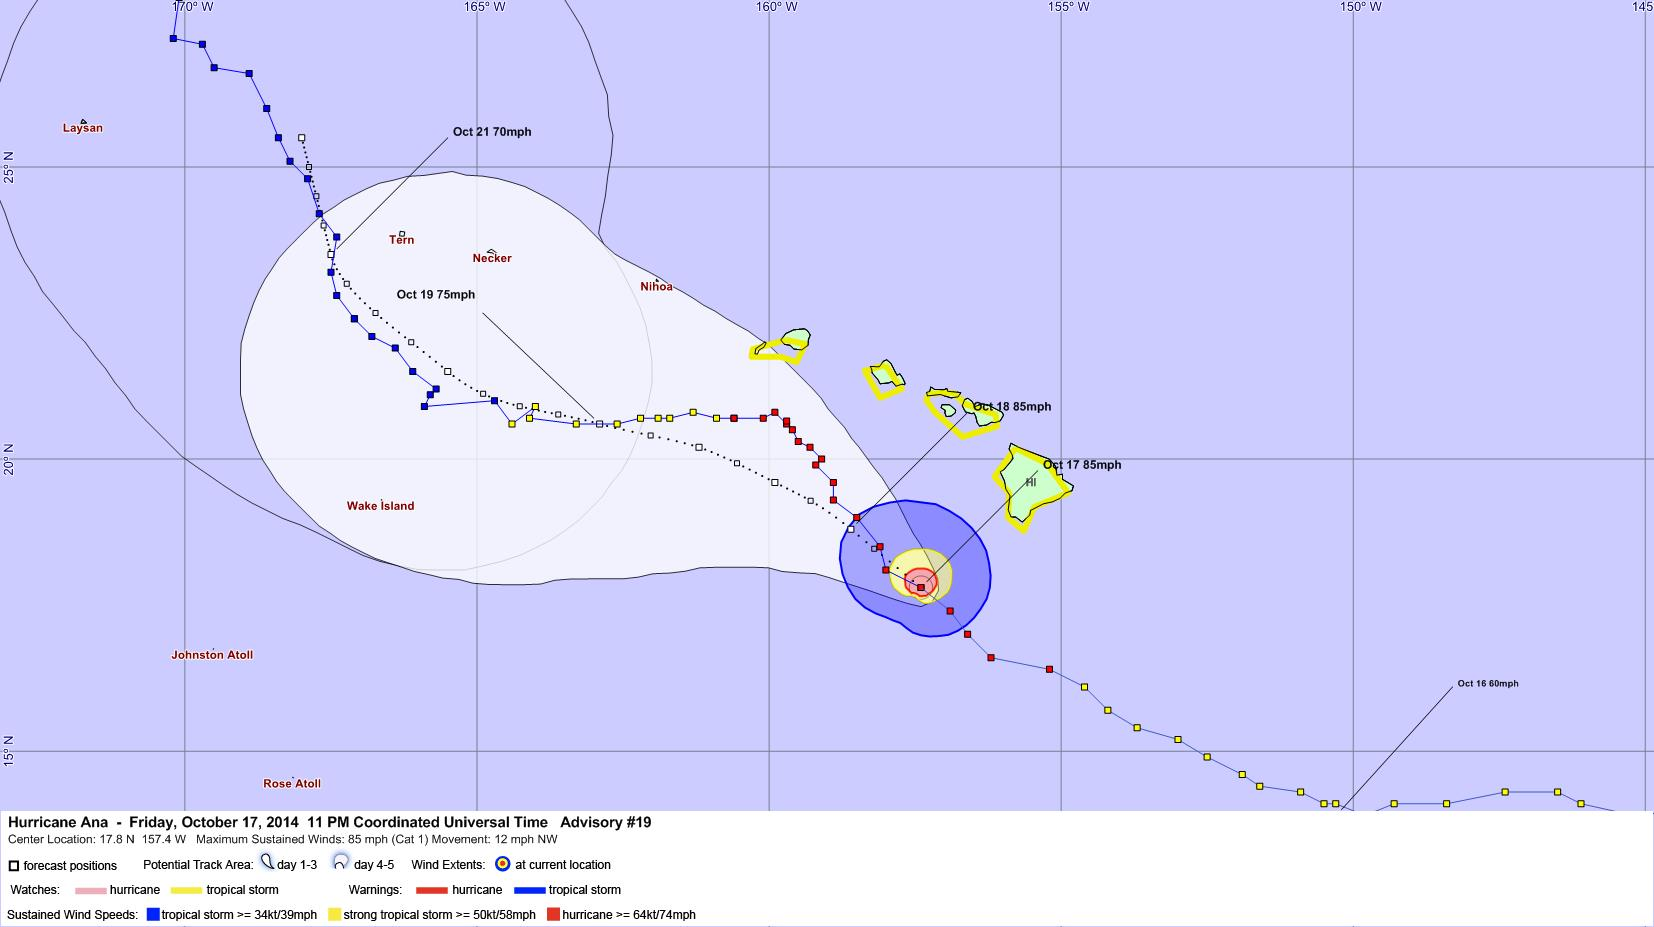 170° W 165° W 160° W 155° W 150° W 145
25° N
20° N
15° N
Laysan
Oct 21 70mph
Tern
Necker
Nihoa
Oct 19 75mph
Oct 18 85mph
Oct 17 85mph
HI
Wake Island
Johnston Atoll
Oct 16 60mph
Rose Atoll
Hurricane Ana - Friday, October 17, 2014 11 PM Coordinated Universal Time Advisory #19
Center Location: 17.8 N 157.4 W Maximum Sustained Winds: 85 mph (Cat 1) Movement: 12 mph NW
forecast positions Potential Track Area: day 1-3 day 4-5 Wind Extents: at current location
Watches: hurricane tropical storm Warnings: hurricane tropical storm
Sustained Wind Speeds: tropical storm >= 34kt/39mph strong tropical storm >= 50kt/58mph hurricane >= 64kt/74mph